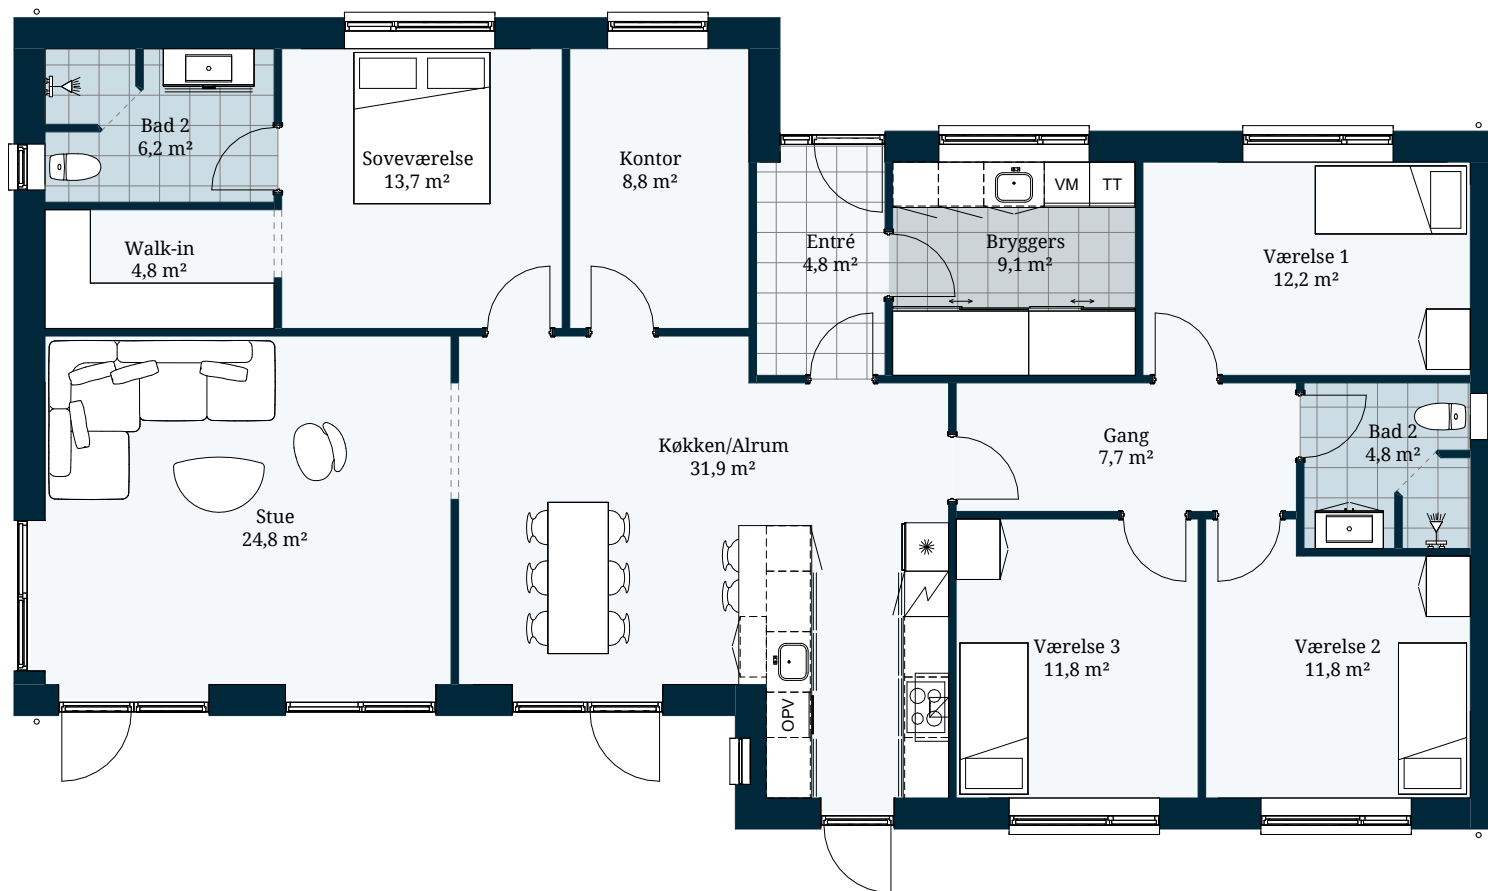 Bad 2
6,2 m²
Soveværelse
13,7 m²
Kontor
8,8 m²
VM
TT
Walk-in
4,8 m²
Entré
4,8 m²
Bryggers
9,1 m²
Værelse 1
12,2 m²
Køkken/Alrum
31,9 m²
Gang
7,7 m²
Bad 2
4,8 m²
Stue
24,8 m²
Værelse 3
11,8 m²
Værelse 2
11,8 m²
OPV